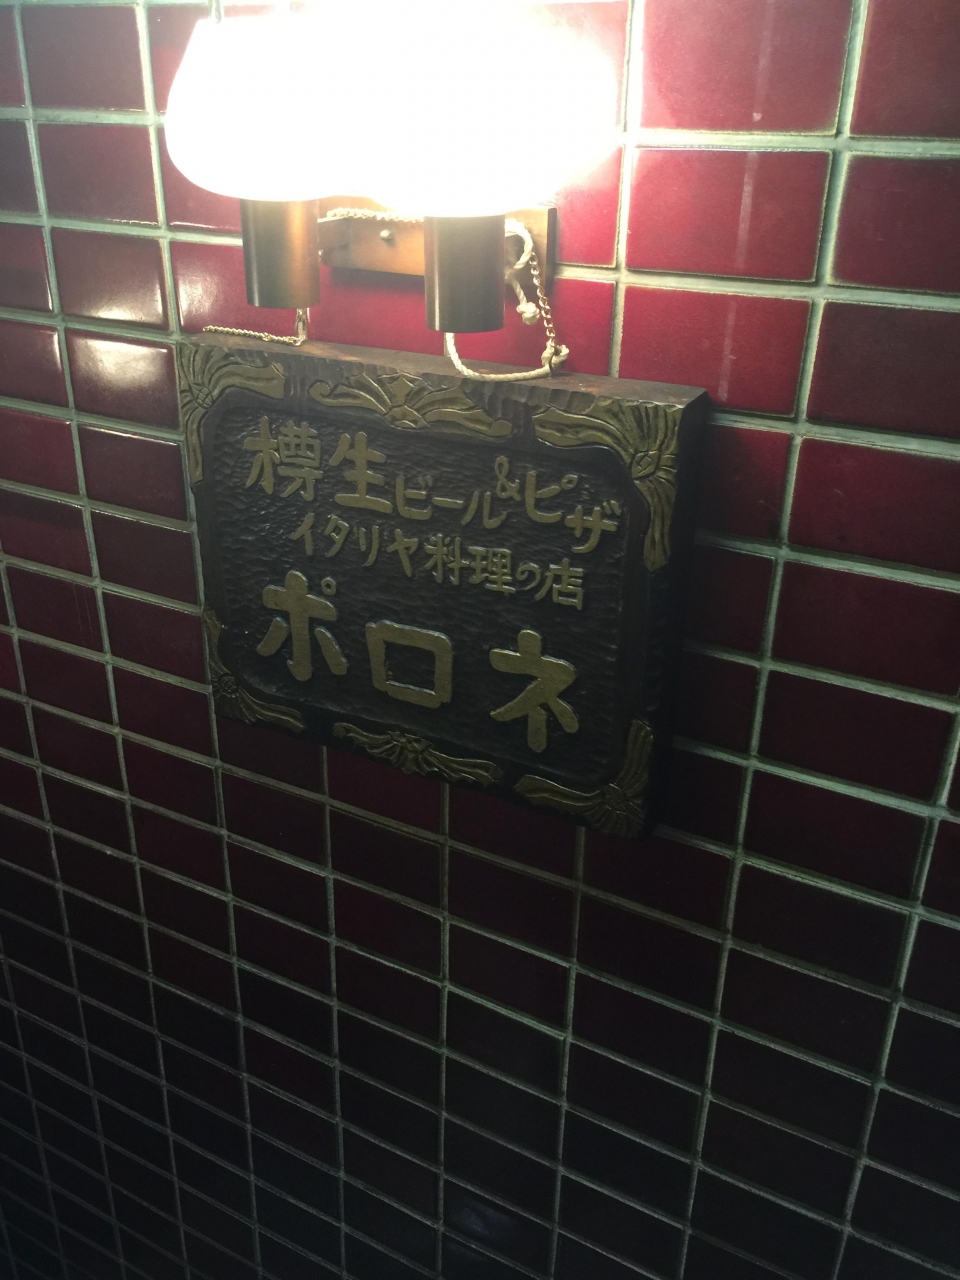 樽生ビール&ピザ
イタリヤ料理の店
ポロネ